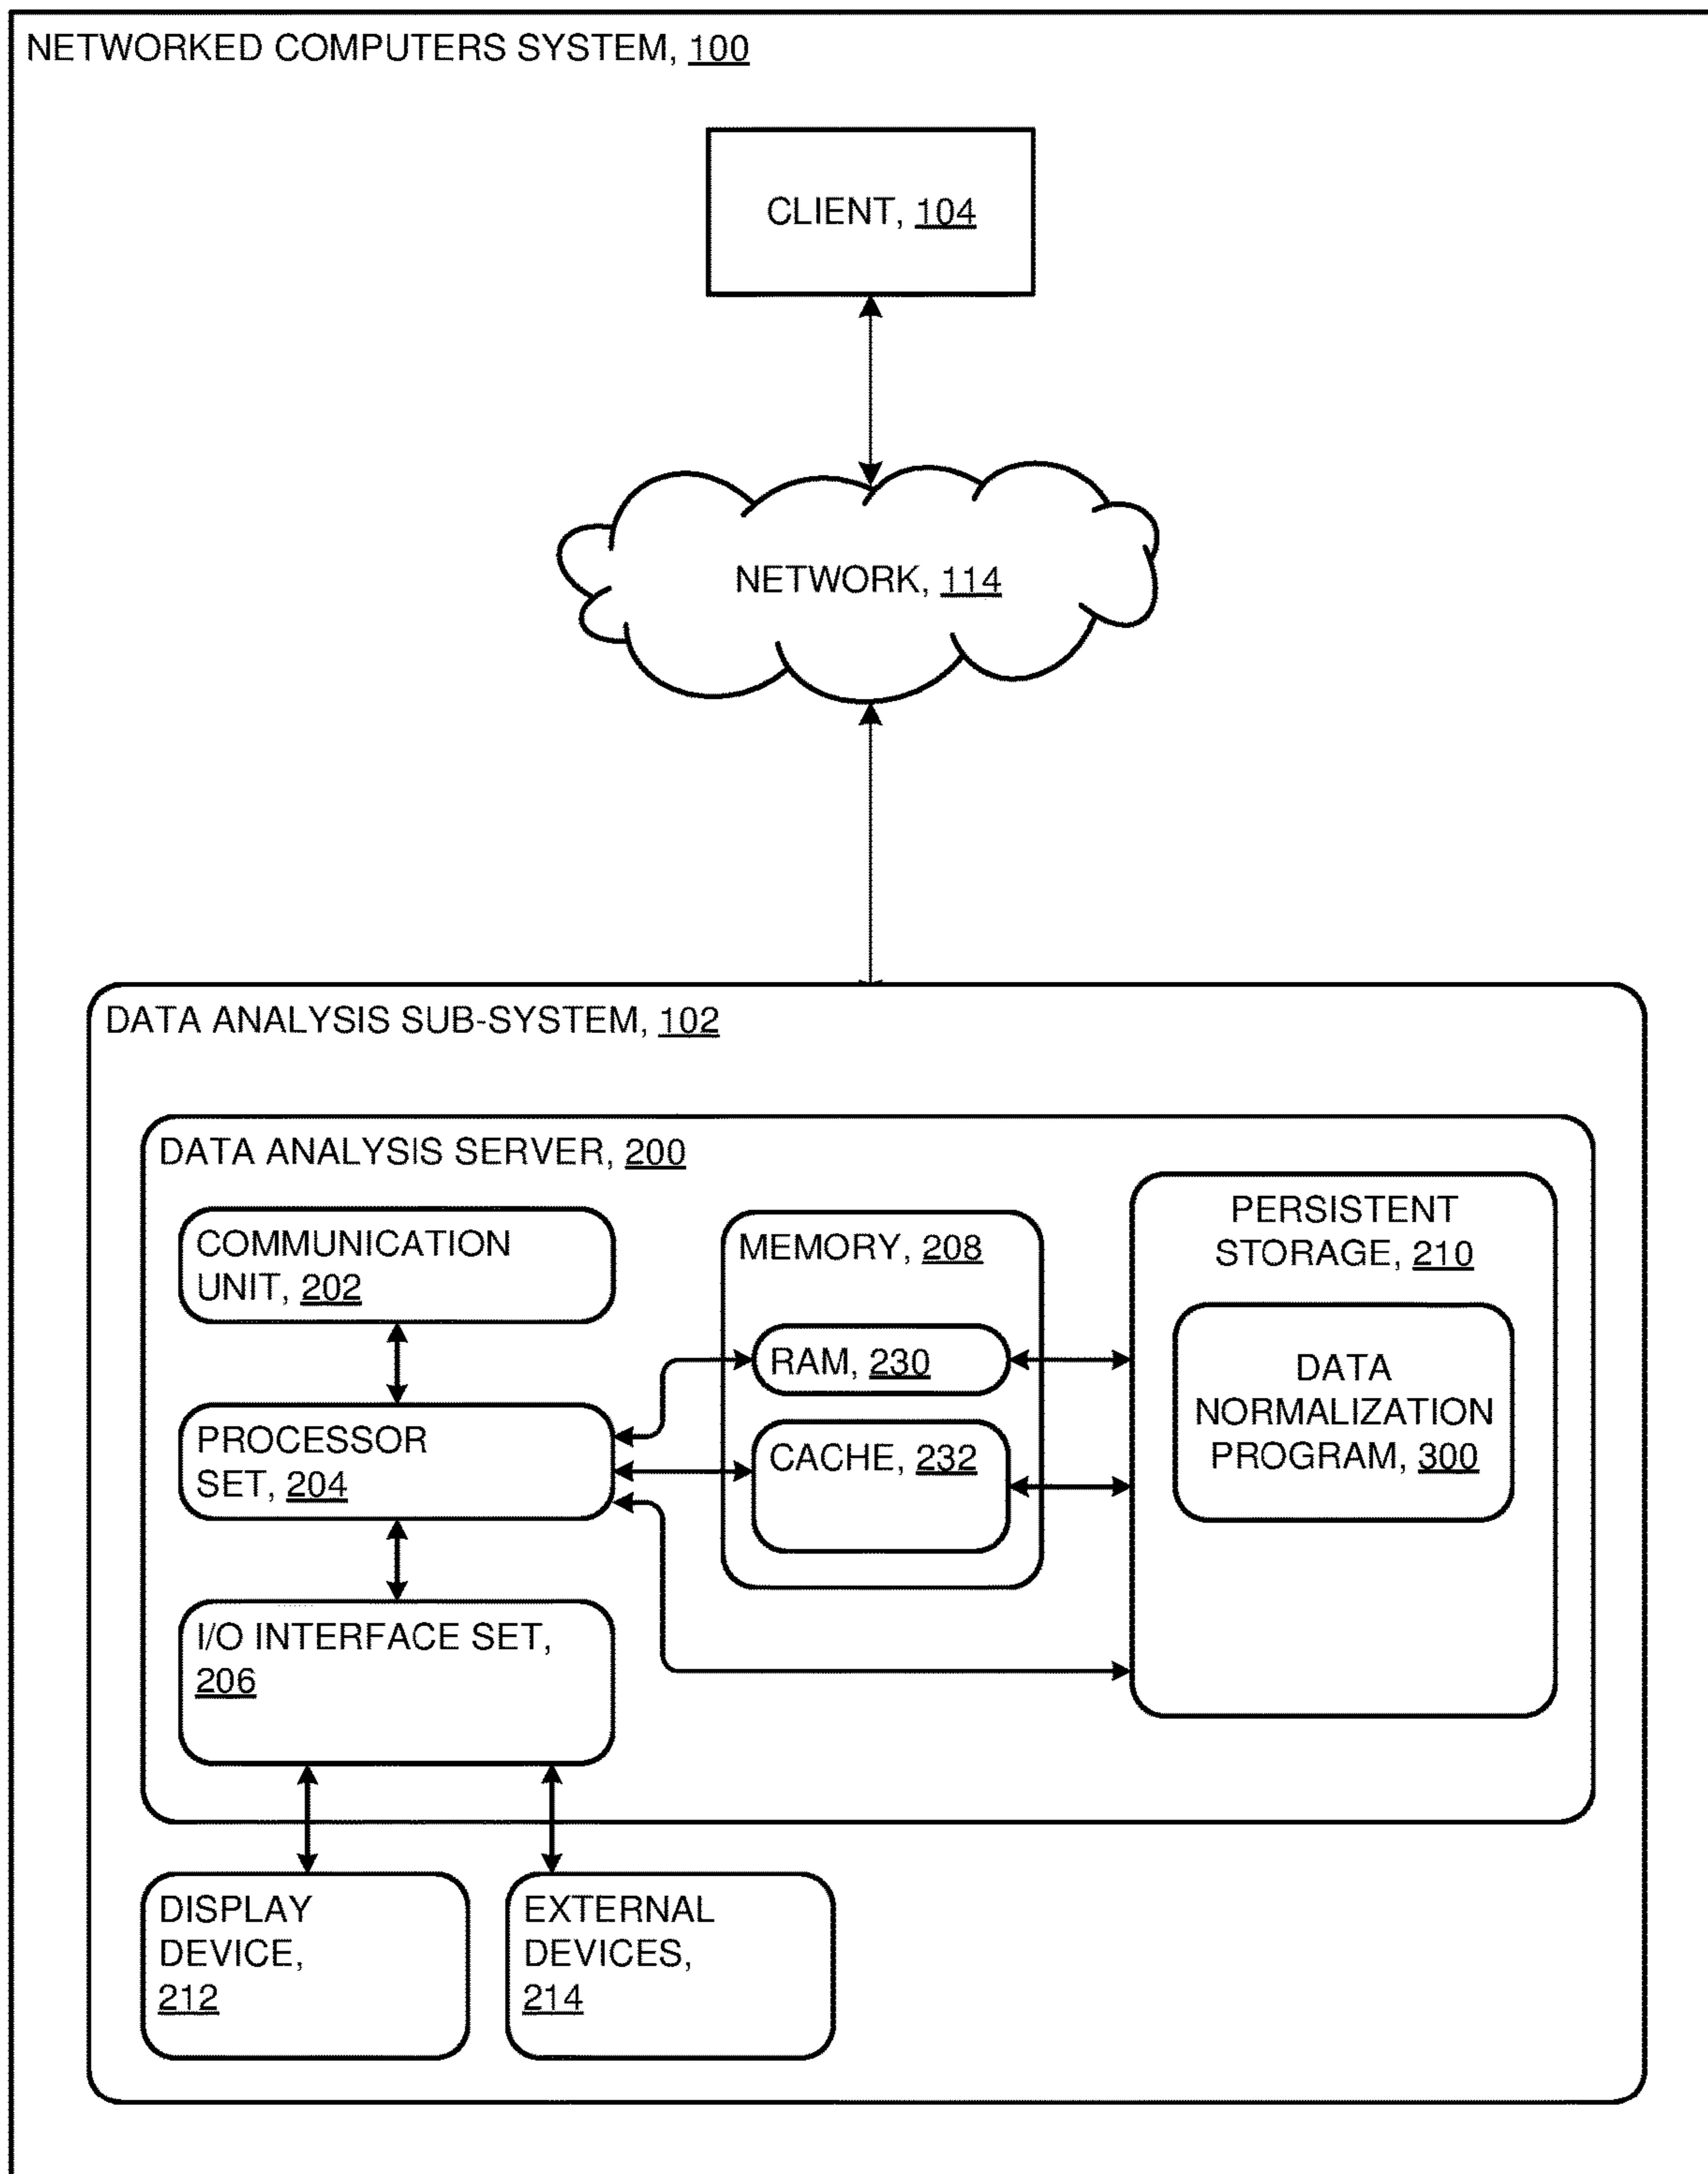 NETWORKED COMPUTERS SYSTEM, 100
CLIENT, 104
NETWORK, 114
DATA ANALYSIS SUB-SYSTEM, 102
DATA ANALYSIS SERVER, 200
COMMUNICATION
UNIT, 202
PROCESSOR
SET, 204
I/O INTERFACE SET,
206
MEMORY, 208
RAM, 230
CACHE, 232
PERSISTENT
STORAGE, 210
DATA
NORMALIZATION
PROGRAM, 300
DISPLAY
DEVICE,
212
EXTERNAL
DEVICES,
214